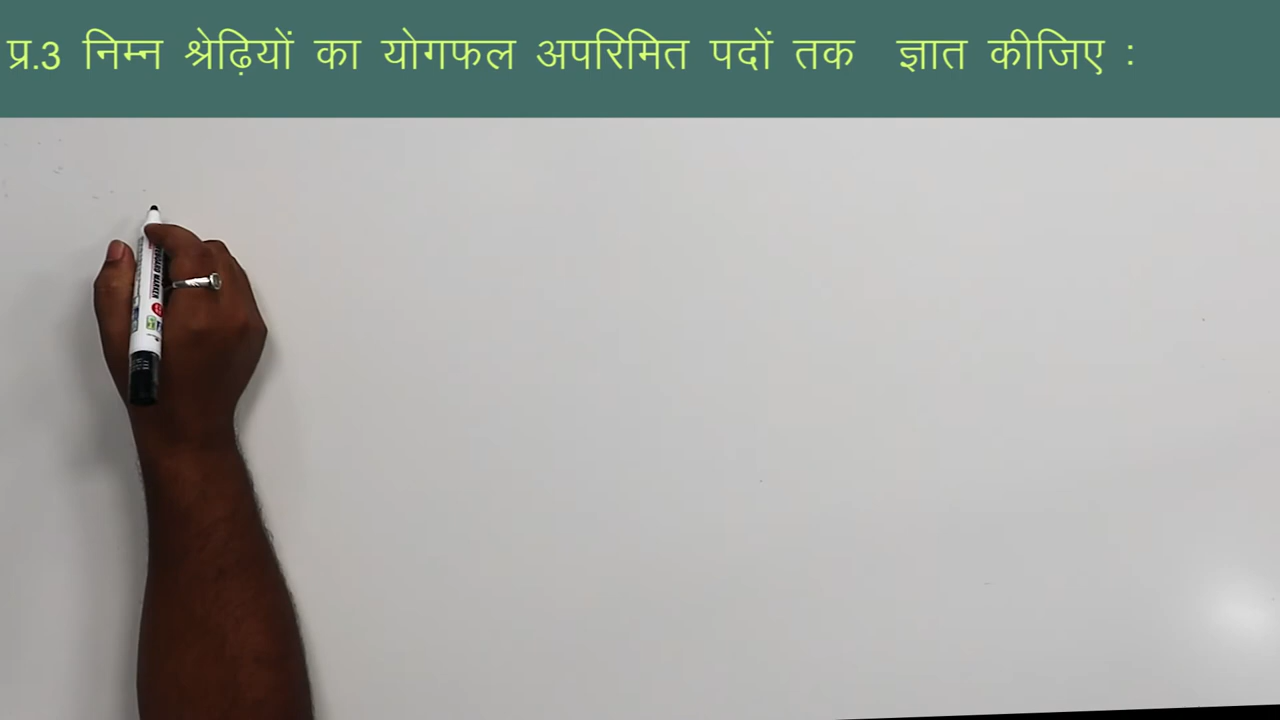 प्र.3 निम्न श्रेढ़ियों का योगफल अपरिमित पदों तक ज्ञात कीजिए :